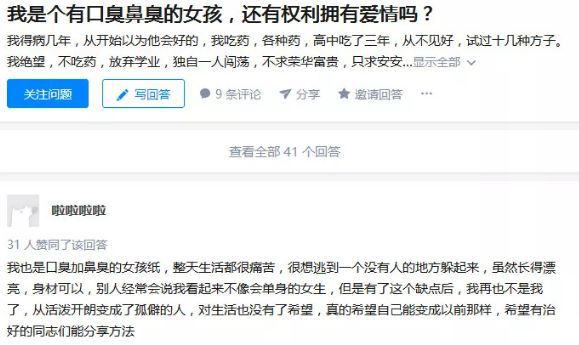 我是个有口臭鼻臭的女孩，还有权利拥有爱情吗？
我得病几年，从开始以为他会好的，我吃药，各种药，高中吃了三年，从不见好，试过十几种方子。
我绝望，不吃药，放弃学业，独自一人闯荡，不求荣华富贵，只求安安...显示全部
关注问题 写回答 9 条评论 分享 邀请回答 ...
查看全部 41 个回答
啦啦啦啦
31 人赞同了该回答
我也是口臭加鼻臭的女孩纸，整天生活都很痛苦，很想逃到一个没有人的地方躲起来，虽然长得漂
亮，身材可以，别人经常会说我看起来不像会单身的女生，但是有了这个缺点后，我再也不是我
了，从活泼开朗变成了孤僻的人，对生活也没有了希望，真的希望自己能变成以前那样，希望有治
好的同志们能分享方法